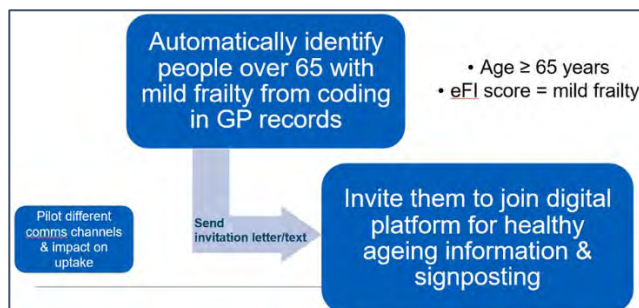 Automatically identify
people over 65 with
mild frailty from coding
in GP records
• Age ≥ 65 years
• eFI score = mild frailty
Send
invitation letter/text
Pilot different
comms channels
& impact on
uptake
Invite them to join digital
platform for healthy
ageing information &
signposting